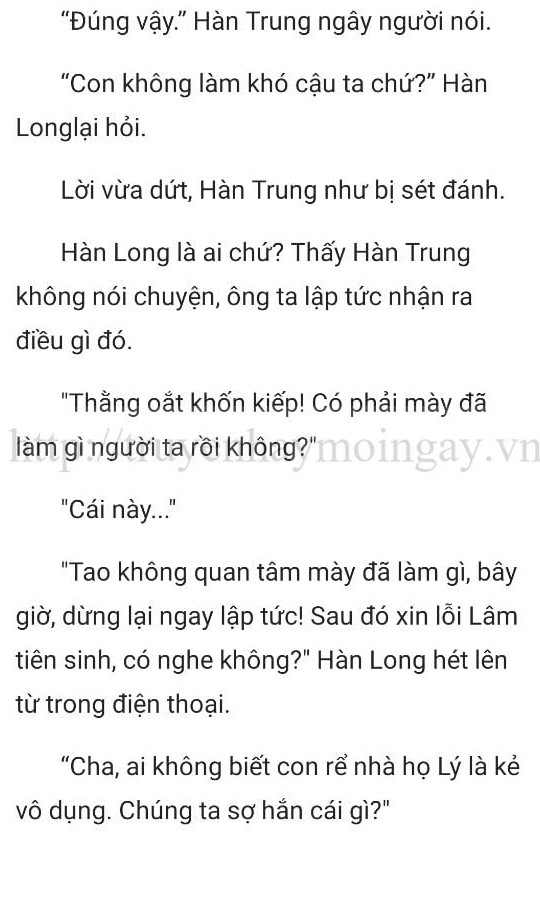 “Đúng vậy.” Hàn Trung ngây người nói.
“Con không làm khó cậu ta chứ?” Hàn
Longlại hỏi.
Lời vừa dứt, Hàn Trung như bị sét đánh.
Hàn Long là ai chứ? Thấy Hàn Trung
không nói chuyện, ông ta lập tức nhận ra
điều gì đó.
"Thằng oắt khốn kiếp! Có phải mày đã
làm gì người ta rồi không?"
http://truyenhaymoingay.vn
"Cái này..."
"Tao không quan tâm mày đã làm gì, bây
giờ, dừng lại ngay lập tức! Sau đó xin lỗi Lâm
tiên sinh, có nghe không?" Hàn Long hét lên
từ trong điện thoại.
“Cha, ai không biết con rể nhà họ Lý là kẻ
vô dụng. Chúng ta sợ hắn cái gì?"